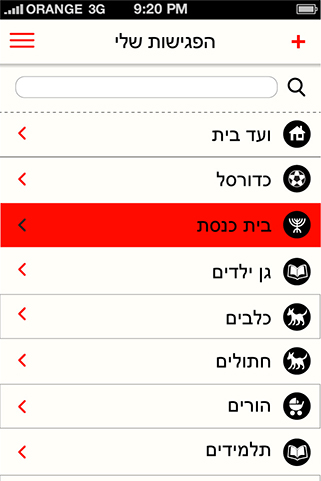 ORANGE 3G 9:20 PM
הפגישות שלי
ועד בית
כדורסל
בית כנסת
גן ילדים
כלבים
חתולים
הורים
תלמידים